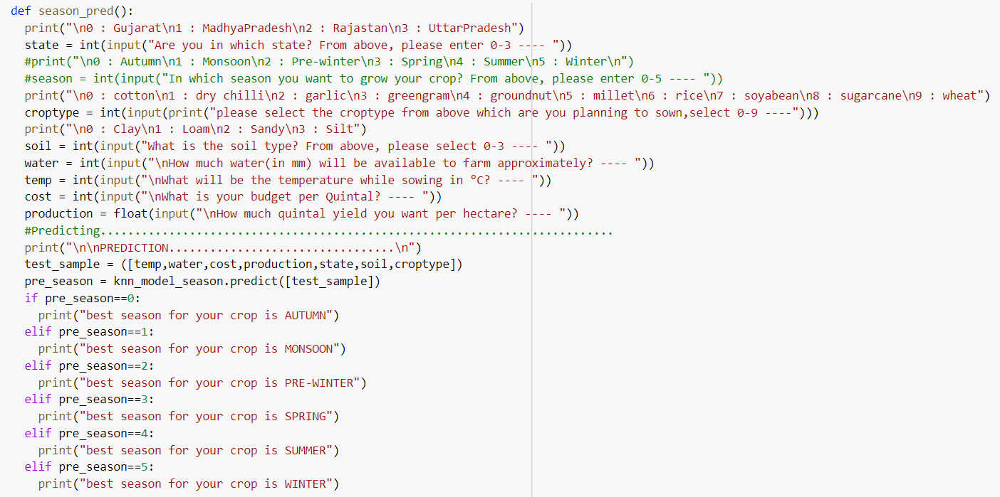 def season_pred():
  print("\n0 : Gujarat\n1 : MadhyaPradesh\n2 : Rajastan\n3 : UttarPradesh")
  state = int(input("Are you in which state? From above, please enter 0-3 ---- "))
  #print("\n0 : Autumn\n1 : Monsoon\n2 : Pre-winter\n3 : Spring\n4 : Summer\n5 : Winter\n")
  #season = int(input("In which season you want to grow your crop? From above, please enter 0-5 ---- "))
  print("\n0 : cotton\n1 : dry chilli\n2 : garlic\n3 : greengram\n4 : groundnut\n5 : millet\n6 : rice\n7 : soyabean\n8 : sugarcane\n9 : wheat")
  croptype = int(input(print("please select the croptype from above which are you planning to sown,select 0-9 ----")))
  print("\n0 : Clay\n1 : Loam\n2 : Sandy\n3 : Silt")
  soil = int(input("What is the soil type? From above, please select 0-3 ---- "))
  water = int(input("\nHow much water(in mm) will be available to farm approximately? ---- "))
  temp = int(input("\nWhat will be the temperature while sowing in °C? ---- "))
  cost = int(input("\nWhat is your budget per Quintal? ---- "))
  production = float(input("\nHow much quintal yield you want per hectare? ---- "))
  #Predicting...........................................................................
  print("\n\nPREDICTION.................................\n")
  test_sample = ([temp,water,cost,production,state,soil,croptype])
  pre_season = knn_model_season.predict([test_sample])
  if pre_season==0:
    print("best season for your crop is AUTUMN")
  elif pre_season==1:
    print("best season for your crop is MONSOON")
  elif pre_season==2:
    print("best season for your crop is PRE-WINTER")
  elif pre_season==3:
    print("best season for your crop is SPRING")
  elif pre_season==4:
    print("best season for your crop is SUMMER")
  elif pre_season==5:
    print("best season for your crop is WINTER")